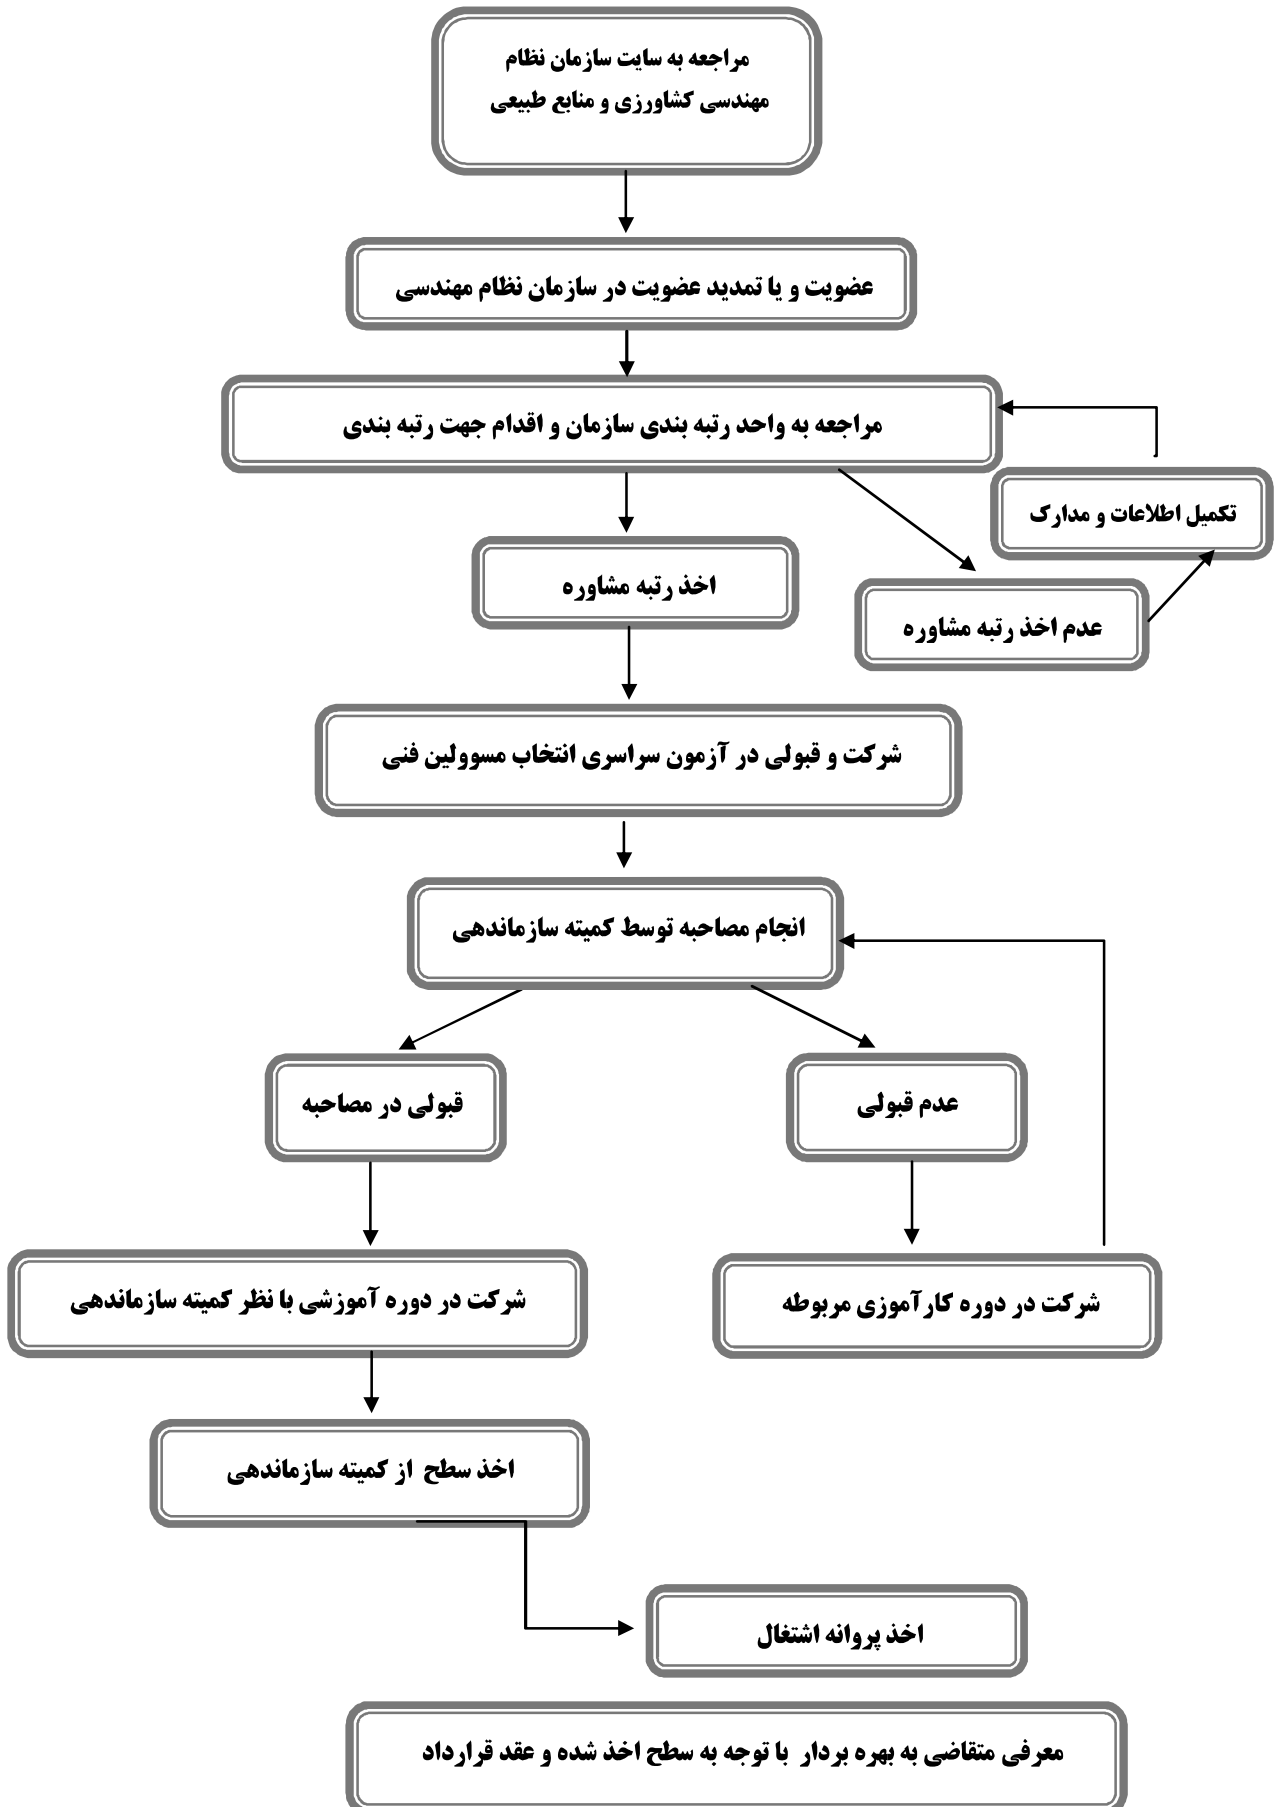 مراجعه به سایت سازمان نظام
مهندسی کشاورزی و منابع طبیعی
عضویت و یا تمدید عضویت در سازمان نظام مهندسی
مراجعه به واحد رتبه بندی سازمان و اقدام جهت رتبه بندی
تکمیل اطلاعات و مدارک
اخذ رتبه مشاوره
عدم اخذ رتبه مشاوره
شرکت و قبولی در آزمون سراسری انتخاب مسوولین فنی
انجام مصاحبه توسط کمیته سازماندهی
عدم قبولی
قبولی در مصاحبه
شرکت در دوره کارآموزی مربوطه
شرکت در دوره آموزشی با نظر کمیته سازماندهی
اخذ سطح از کمیته سازماندهی
اخذ پروانه اشتغال
معرفی متقاضی به بهره بردار با توجه به سطح اخذ شده و عقد قرارداد